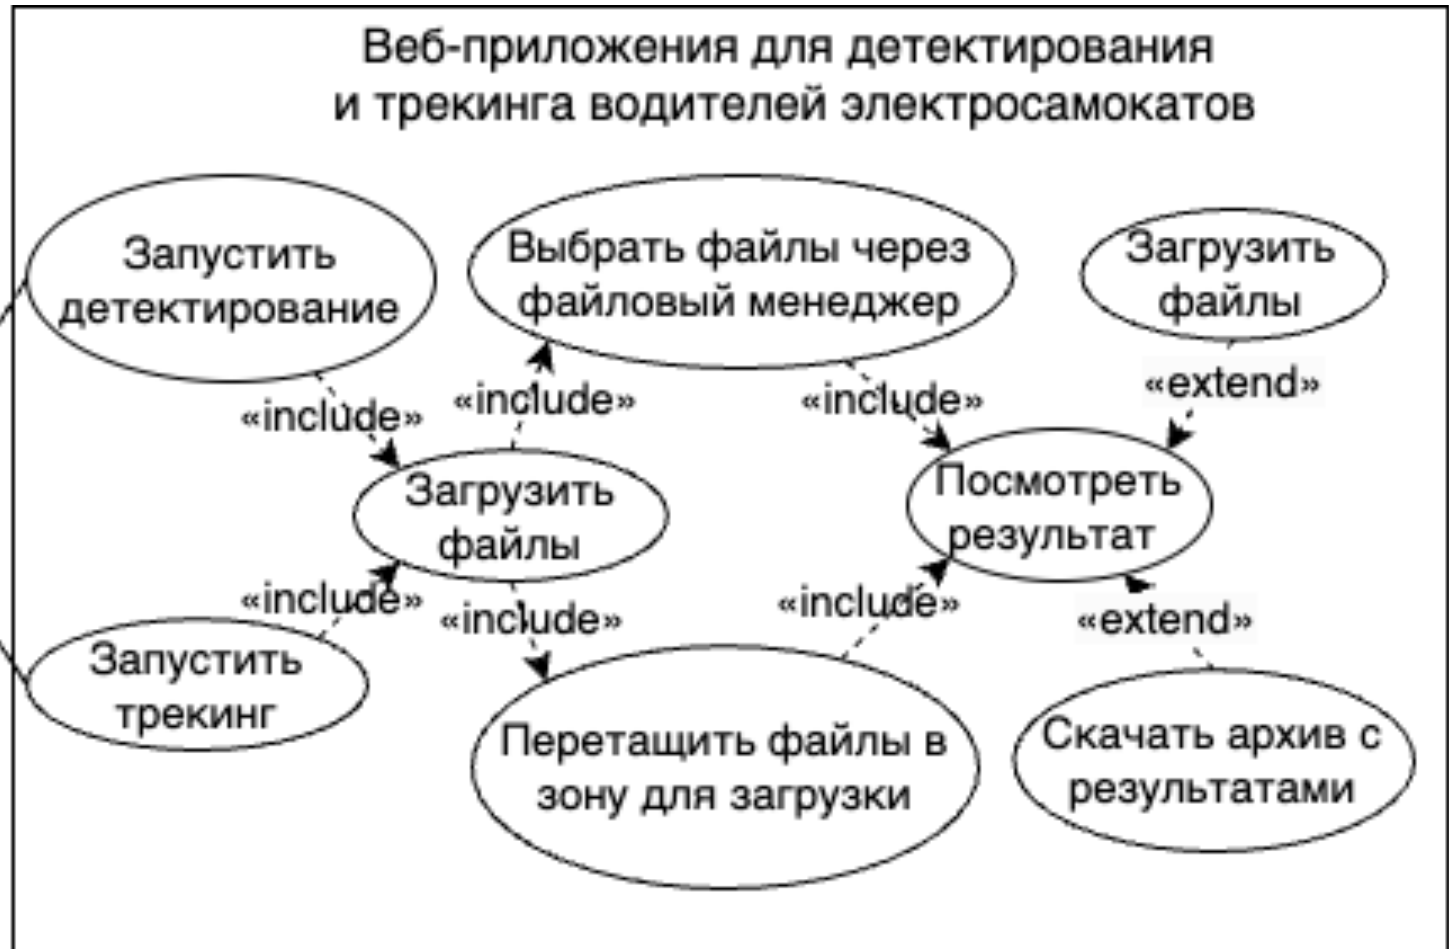 Веб-приложения для детектирования
и трекинга водителей электросамокатов
Запустить
детектирование
Выбрать файлы через
файловый менеджер
Загрузить
файлы
«include»
«include»
«include»
«extend»
Загрузить
файлы
Посмотреть
результат
«include»
«include»
«include»
«extend»
Запустить
трекинг
Перетащить файлы в
зону для загрузки
Скачать архив с
результатами